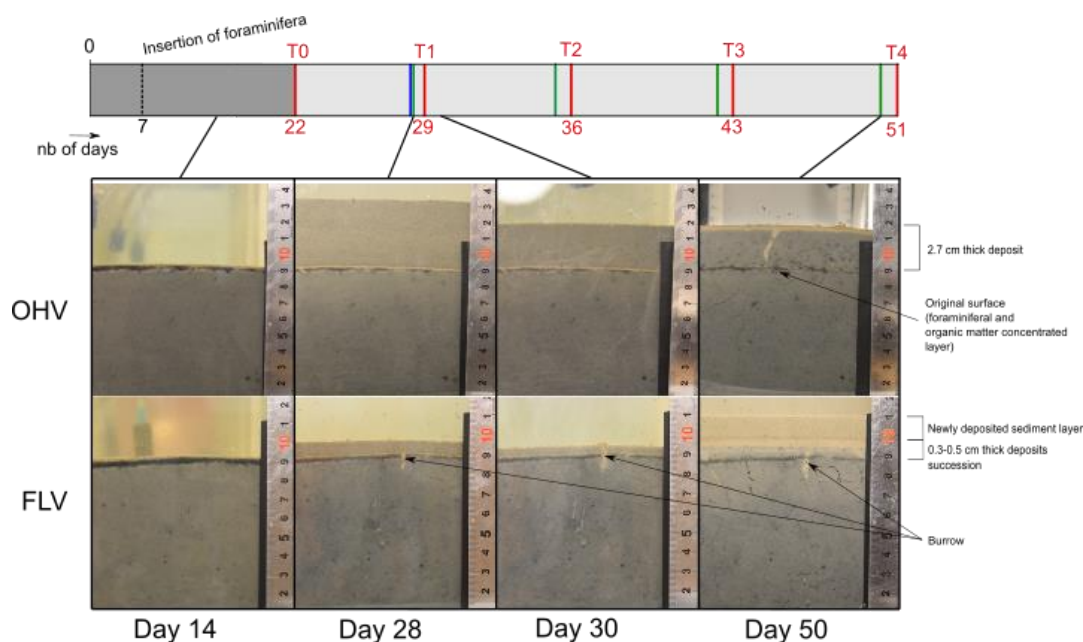 0
Insertion of foraminifera
T0
T1
T2
T3
T4
7
22
29
36
43
51
nb of days
OHV
2.7 cm thick deposit
Original surface
(foraminiferal and
organic matter concentrated
layer)
FLV
Newly deposited sediment layer
0.3-0.5 cm thick deposits
succession
Burrow
Day 14
Day 28
Day 30
Day 50